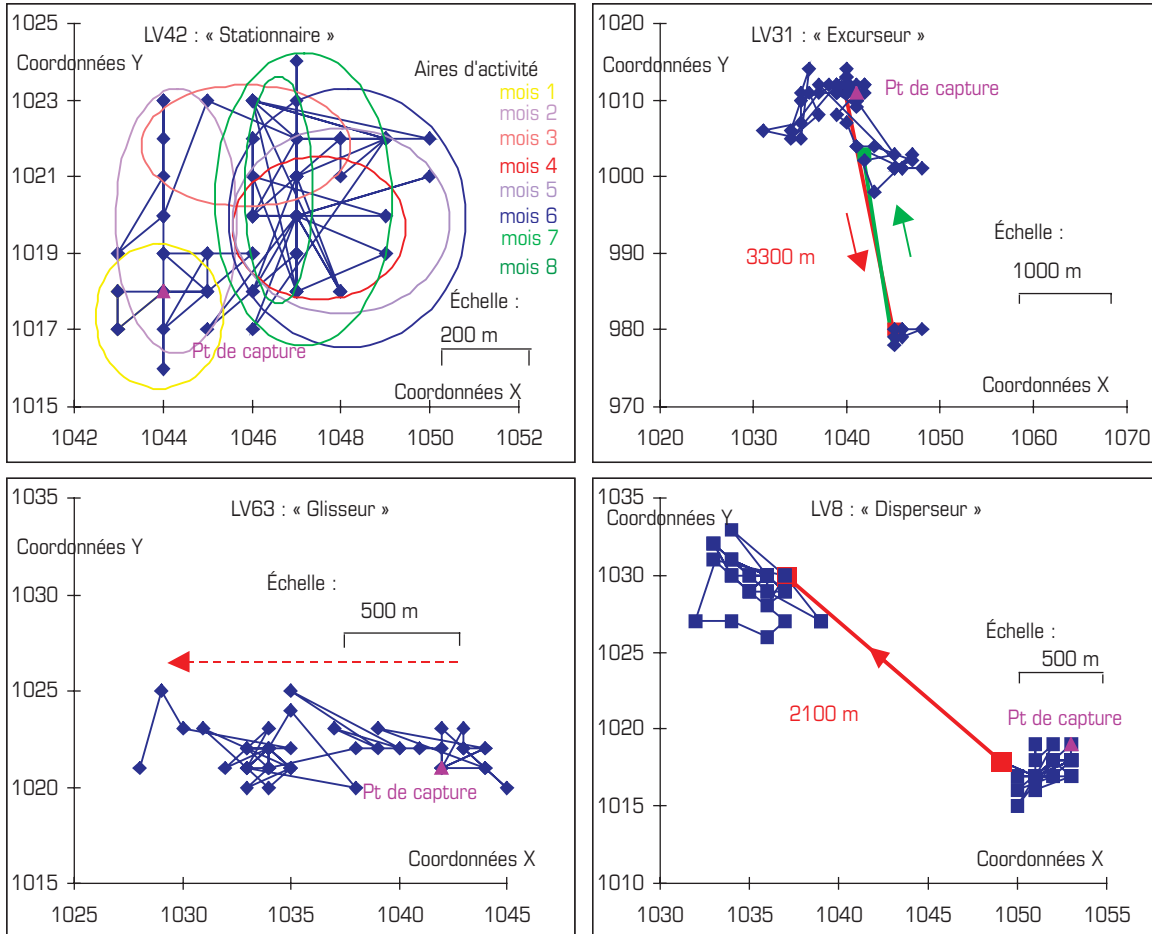 LV42 : « Stationnaire »
Coordonnées Y
Aires d'activité
mois 1
mois 2
mois 3
mois 4
mois 5
mois 6
mois 7
mois 8
Échelle :
200 m
Pt de capture
Coordonnées X
1025
1023
1021
1019
1017
1015
1042 1044 1046 1048 1050 1052
LV31 : « Excurseur »
Coordonnées Y
Pt de capture
3300 m
Échelle :
1000 m
Coordonnées X
1020
1010
1000
990
980
970
1020 1030 1040 1050 1060 1070
LV63 : « Glisseur »
Coordonnées Y
Échelle :
500 m
Pt de capture
Coordonnées X
1035
1030
1025
1020
1015
1025 1030 1035 1040 1045
LV8 : « Disperseur »
Coordonnées Y
Échelle :
500 m
Pt de capture
2100 m
Coordonnées X
1035
1030
1025
1020
1015
1010
1030 1035 1040 1045 1050 1055